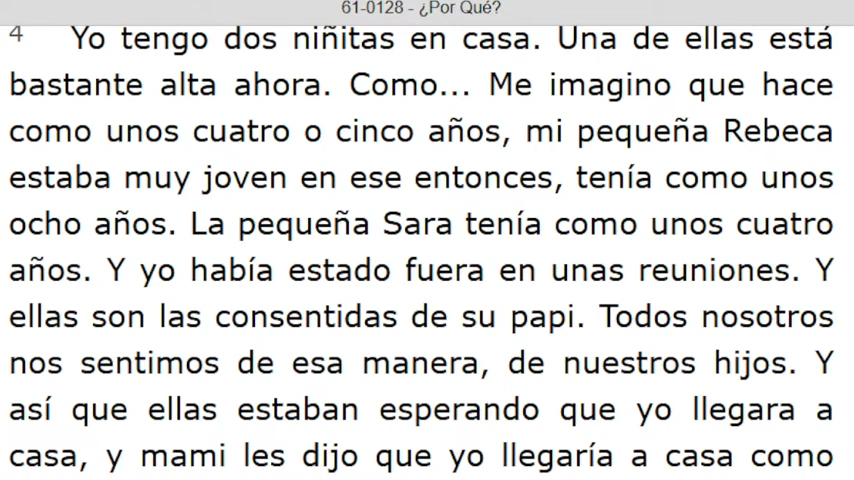 61-0128 - ¿Por Qué?
4 Yo tengo dos niñitas en casa. Una de ellas está
bastante alta ahora. Como... Me imagino que hace
como unos cuatro o cinco años, mi pequeña Rebeca
estaba muy joven en ese entonces, tenía como unos
ocho años. La pequeña Sara tenía como unos cuatro
años. Y yo había estado fuera en unas reuniones. Y
ellas son las consentidas de su papi. Todos nosotros
nos sentimos de esa manera, de nuestros hijos. Y
así que ellas estaban esperando que yo llegara a
casa, y mami les dijo que yo llegaría a casa como